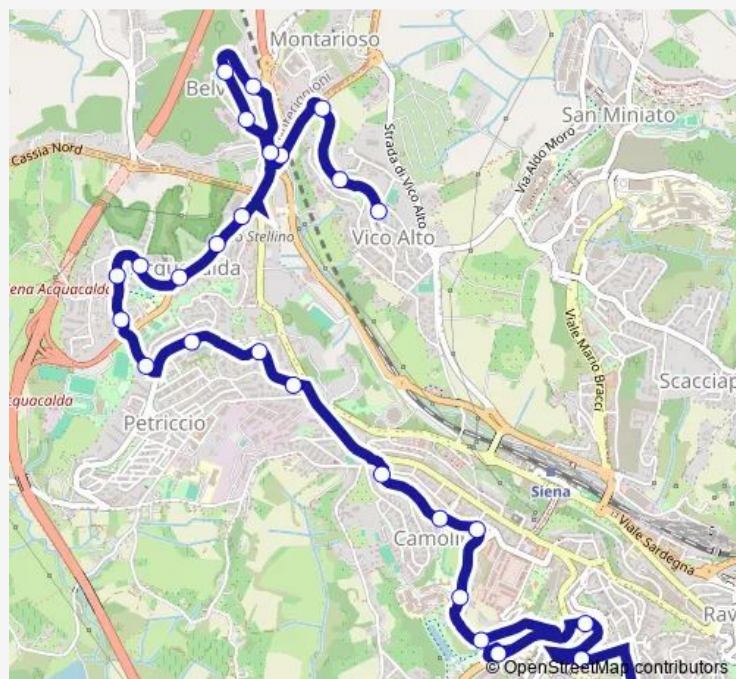 Montarioso
Belv
San Miniato
Via Aldo Moro
Strada di Vico Alto
Cassia Nord
Vico Alto
Stellino
Siena Acquacalda
Viale Mario Bracci
Scacciap
Petriccio
Siena
Camoll
Viale Sardegna
Rav
© OpenStreetMap contributors